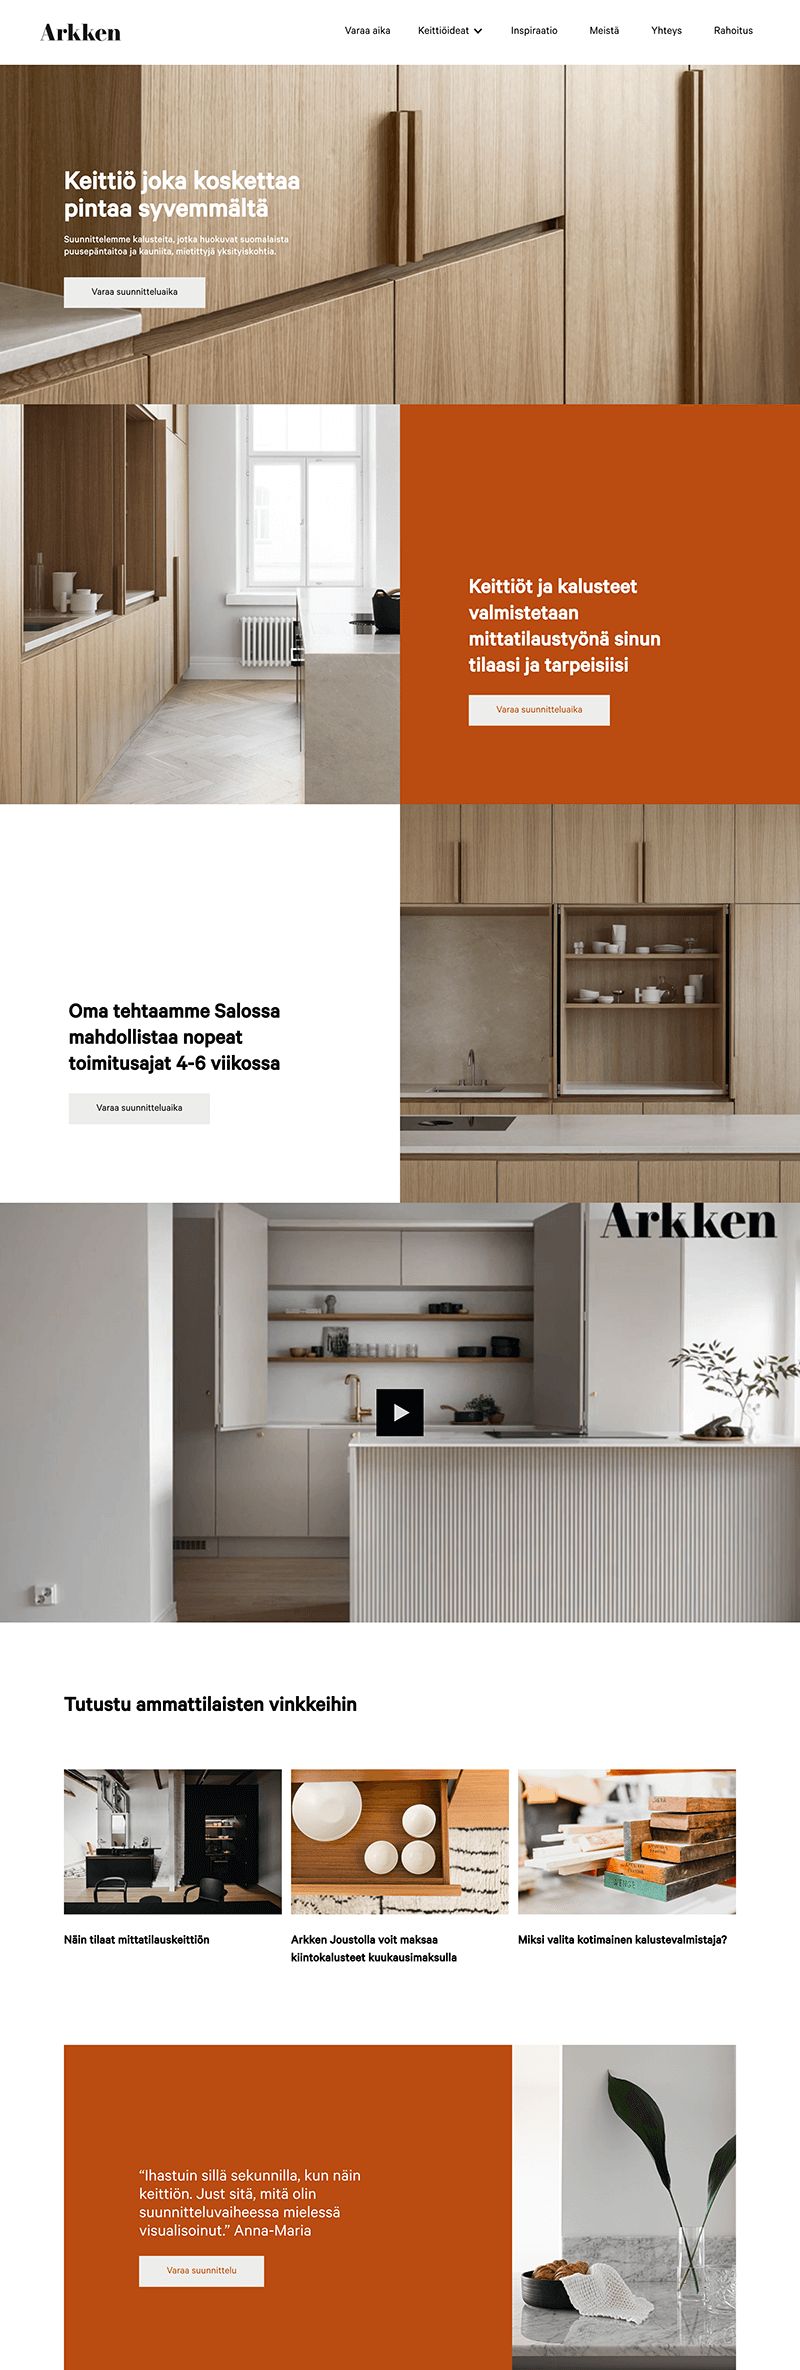 Arkken
Varaa aika
Keittiöideat
Inspiraatio
Meistä
Yhteys
Rahoitus
Keittiö joka koskettaa
pintaa syvemmältä
Suunnittelemme kalusteita, jotka huokuvat suomalaista
puusepäntaitoa ja kauniita, mietittyjä yksityiskohtia.
Varaa suunnitteluaika
Keittiöt ja kalusteet
valmistetaan
mittatilaustyönä sinun
tilaasi ja tarpeisiisi
Varaa suunnitteluaika
Oma tehtaamme Salossa
mahdollistaa nopeat
toimitusajat 4-6 viikossa
Varaa suunnitteluaika
Arkken
Tutustu ammattilaisten vinkkeihin
WENGE
Näin tilaat mittatilauskeittiön
Arkken Joustolla voit maksaa
kiintokalusteet kuukausimaksulla
Miksi valita kotimainen kalustevalmistaja?
“Ihastuin sillä sekunnilla, kun näin
keittiön. Just sitä, mitä olin
suunnitteluvaiheessa mielessä
visualisoinut.” Anna-Maria
Varaa suunnittelu